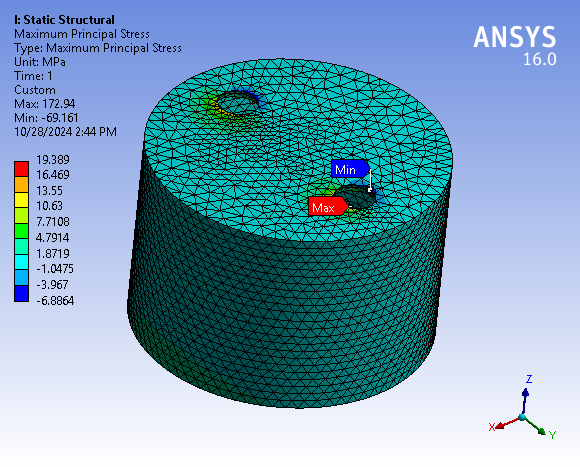 I: Static Structural
Maximum Principal Stress
Type: Maximum Principal Stress
Unit: MPa
Time: 1
Custom
Max: 172.94
Min: -69.161
10/28/2024 2:44 PM
ANSYS
16.0
19.389
16.469
13.55
10.63
7.7108
4.7914
1.8719
-1.0475
-3.967
-6.8864
Min
Max
Z
X
Y